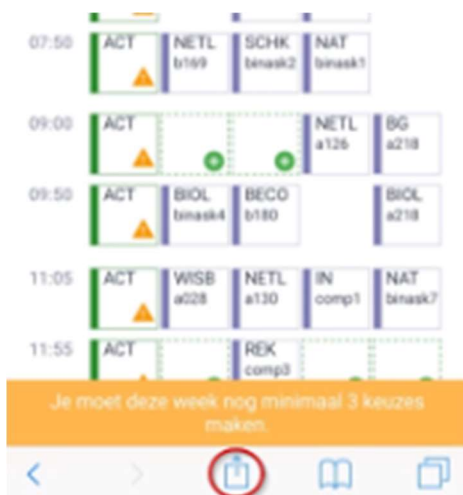 07:50 ACT NETL SCHK NAT
b169 binask2 binask1
09:00 ACT NETL BG
a126 a218
09:50 ACT BIOL BECO BIOL
binask4 b180 a218
11:05 ACT WISB NETL IN NAT
a028 a130 comp1 binask7
11:55 ACT REK
comp3
Je moet deze week nog minimaal 3 keuzes
maken.